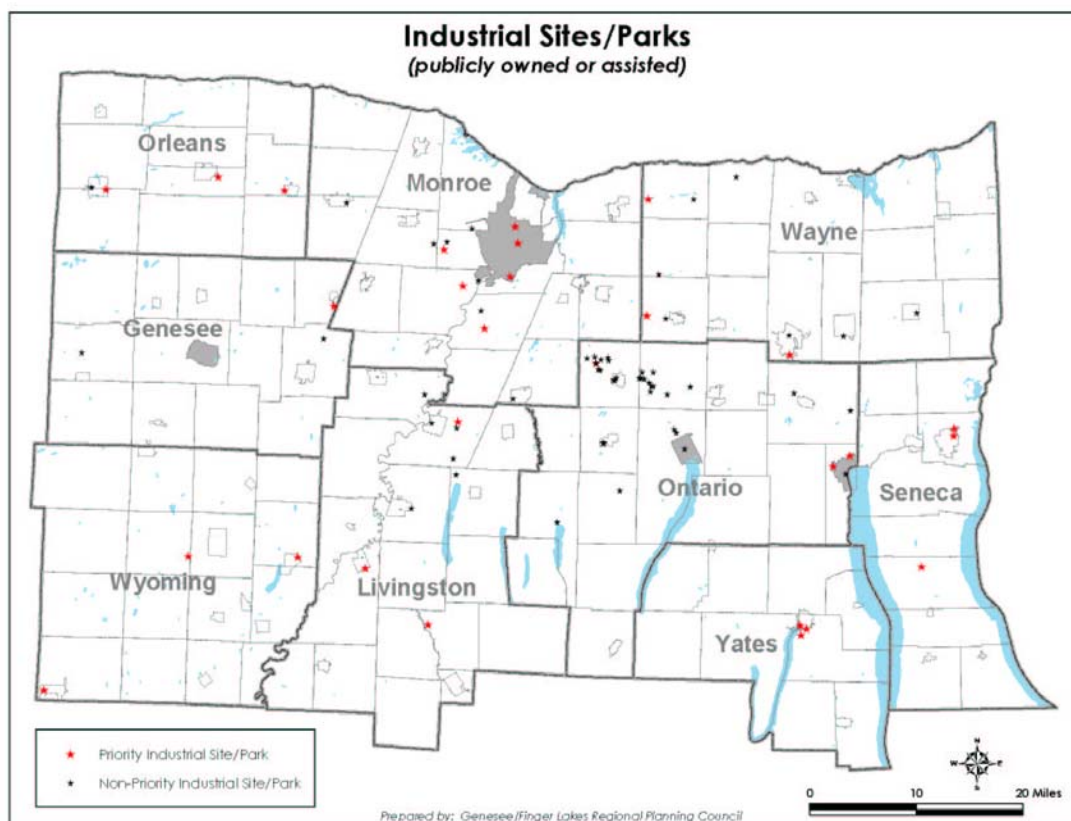 Industrial Sites/Parks
(publicly owned or assisted)
Orleans
Monroe
Wayne
Genesee
Ontario
Seneca
Wyoming
Livingston
Yates
Priority Industrial Site/Park
Non-Priority Industrial Site/Park
N
W E
S
0 10 20 Miles
Prepared by: Genesee/Finger Lakes Regional Planning Council